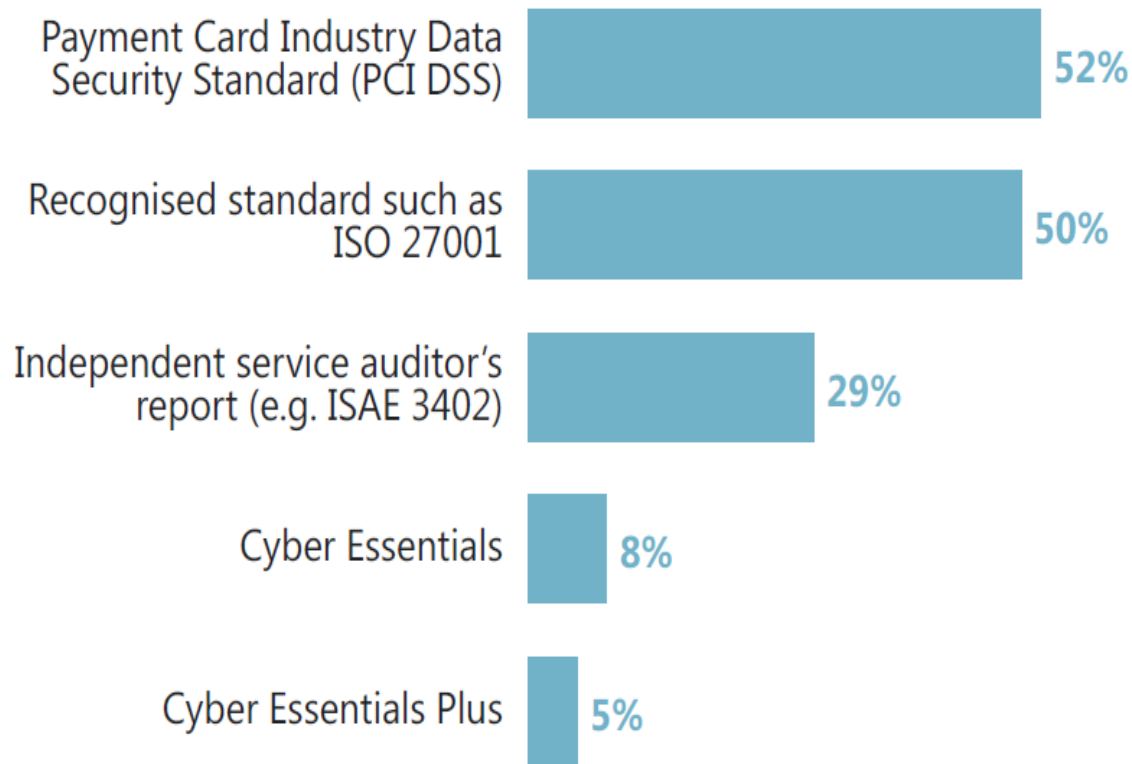 Payment Card Industry Data
Security Standard (PCI DSS)
52%
Recognised standard such as
ISO 27001
50%
Independent service auditor’s
report (e.g. ISAE 3402)
29%
Cyber Essentials
8%
Cyber Essentials Plus
5%